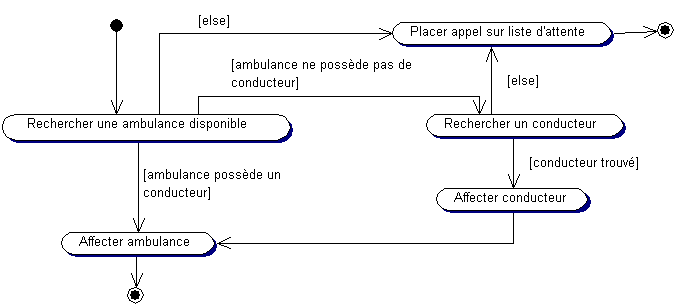 [else]
Placer appel sur liste d'attente
[ambulance ne possède pas de
conducteur]
[else]
Rechercher une ambulance disponible
Rechercher un conducteur
[conducteur trouvé]
[ambulance possède un
conducteur]
Affecter conducteur
Affecter ambulance